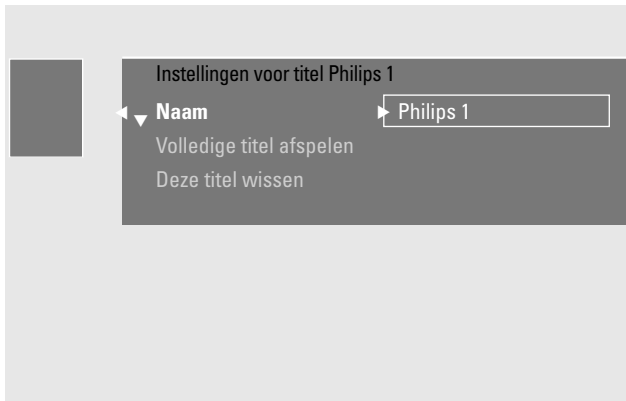 Instellingen voor titel Philips 1
Naam Philips 1
Volledige titel afspelen
Deze titel wissen